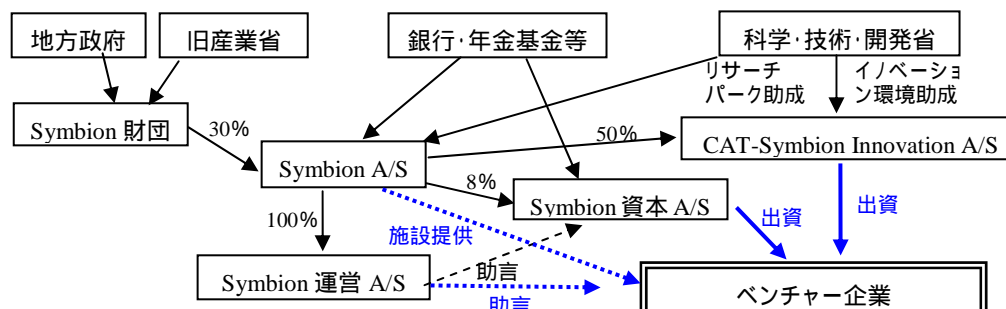 地方政府
旧産業省
銀行・年金基金等
科学・技術・開発省
リサーチ
パーク助成
イノベーショ
ン環境助成
Symbion 財団
30%
50%
CAT-Symbion Innovation A/S
Symbion A/S
8%
Symbion 資本 A/S
100%
施設提供
出資
出資
Symbion 運営 A/S
助言
助言
ベンチャー企業